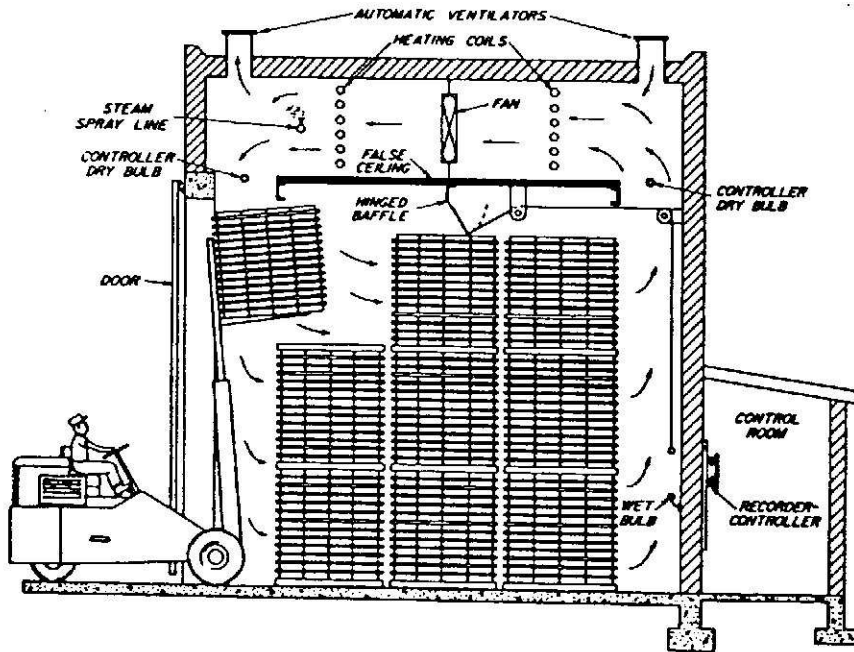 AUTOMATIC VENTILATORS
HEATING COILS
FAN
STEAM
SPRAY LINE
CONTROLLER
DRY BULB
FALSE
CEILING
HINGED
BAFFLE
CONTROLLER
DRY BULB
DOOR
CONTROL
ROOM
WET
BULB
RECORDER-
CONTROLLER